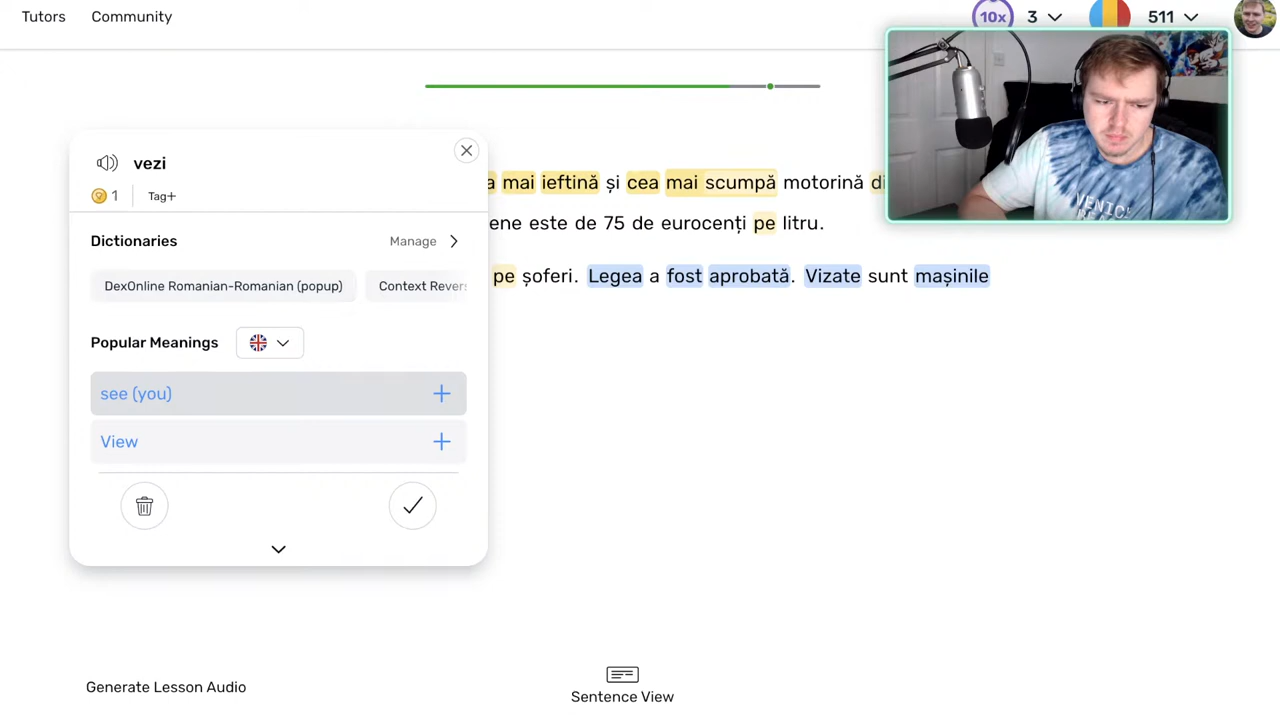 Tutors Community 10x 3 511
vezi
1 Tag+
mai ieftină și cea mai scumpă motorină
Dictionaries Manage
ene este de 75 de eurocenți pe litru.
DexOnline Romanian-Romanian (popup) Context Revers
pe șoferi. Legea a fost aprobată. Vizate sunt mașinile
Popular Meanings
see (you)
View
Generate Lesson Audio
Sentence View
VENICE